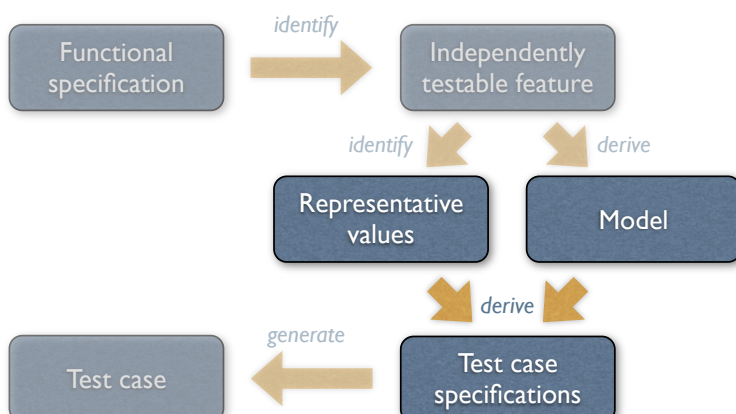 identify
Functional
specification
Independently
testable feature
identify
derive
Representative
values
Model
derive
generate
Test case
Test case
specifications